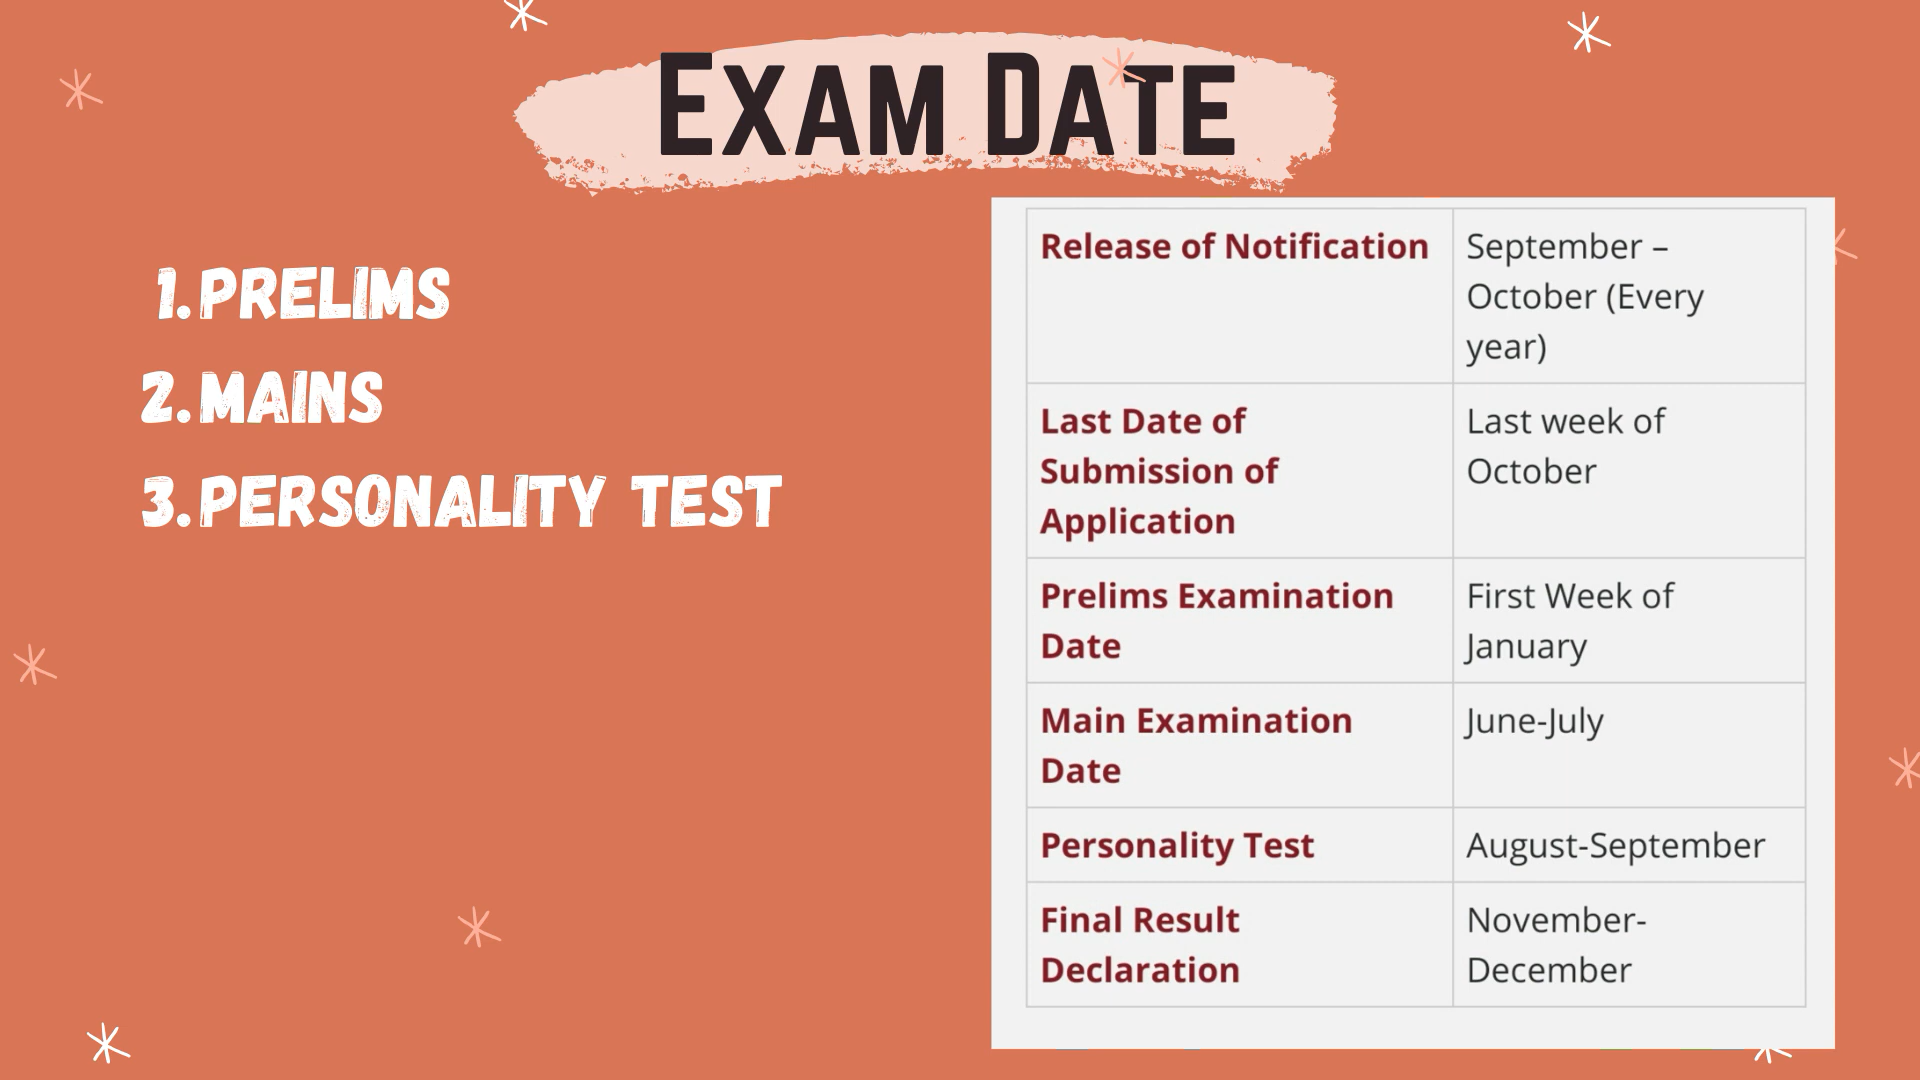 Exam Date
1. PRELIMS
2. MAINS
3. PERSONALITY TEST
Release of Notification
September –
October (Every
year)
Last Date of
Submission of
Application
Last week of
October
Prelims Examination
Date
First Week of
January
Main Examination
Date
June-July
Personality Test
August-September
Final Result
Declaration
November-
December